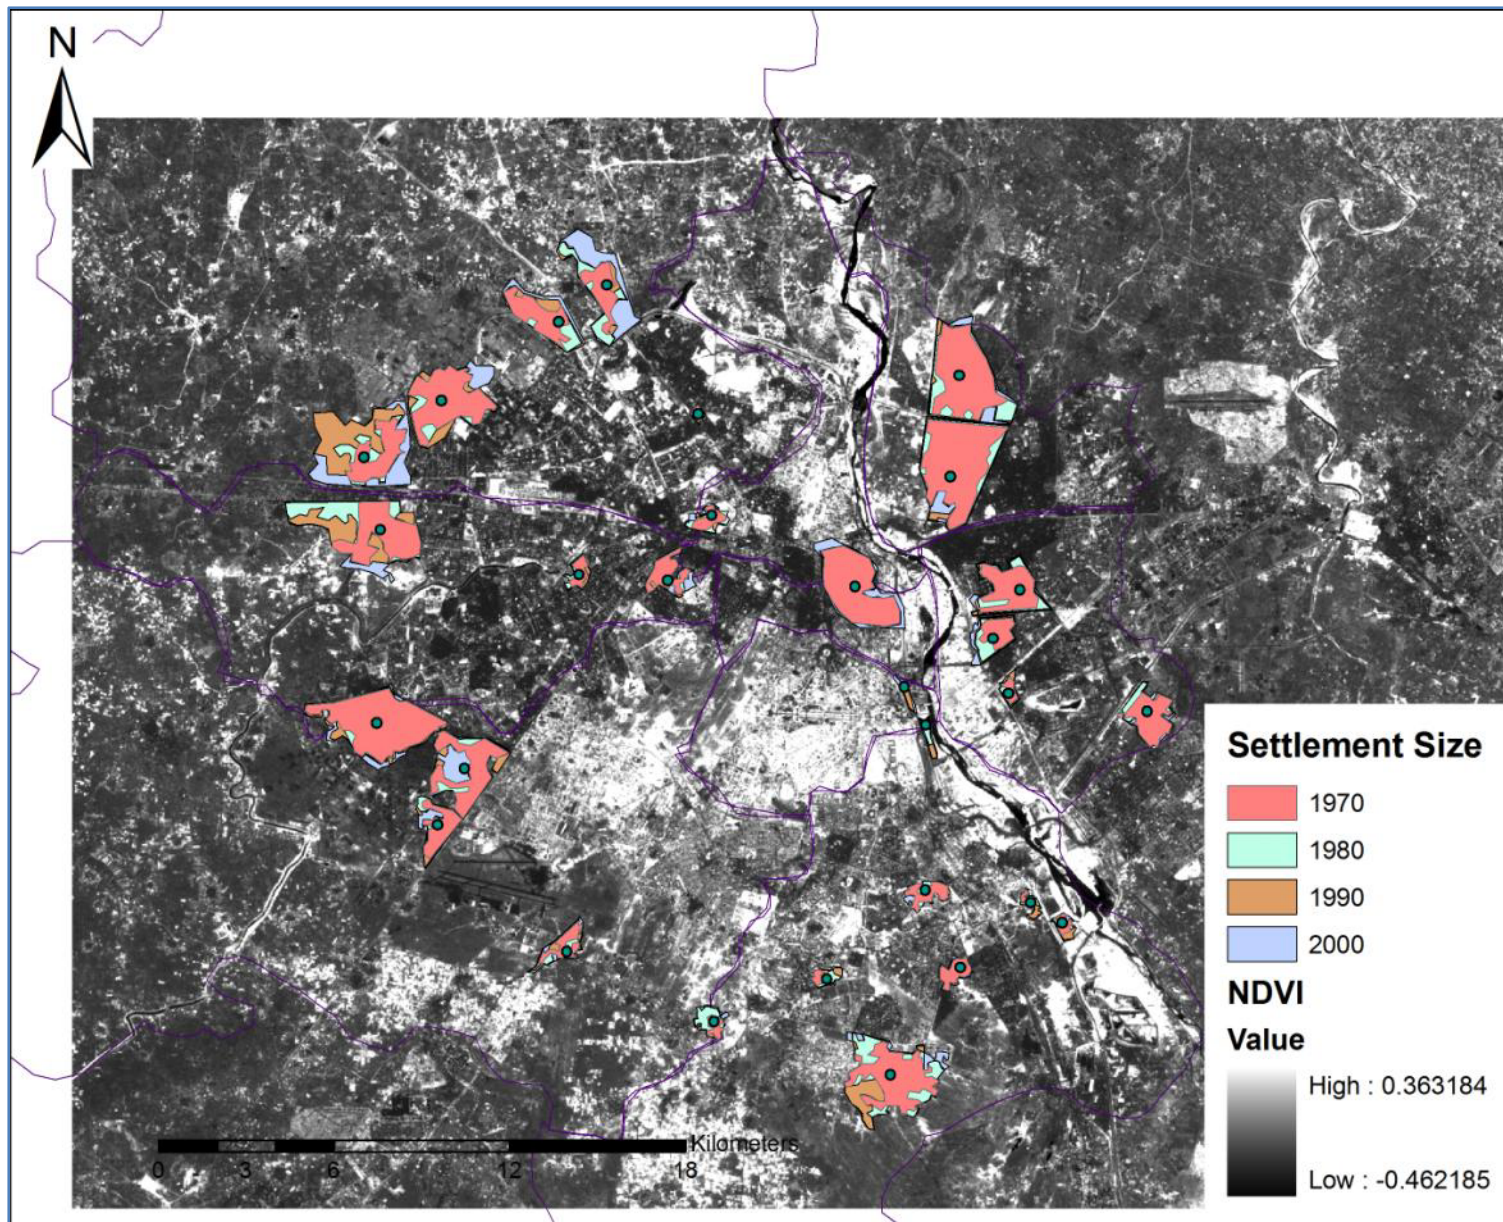 N
Settlement Size
1970
1980
1990
2000
NDVI
Value
High : 0.363184
Low : -0.462185
Kilometers
0 3 6 12 18